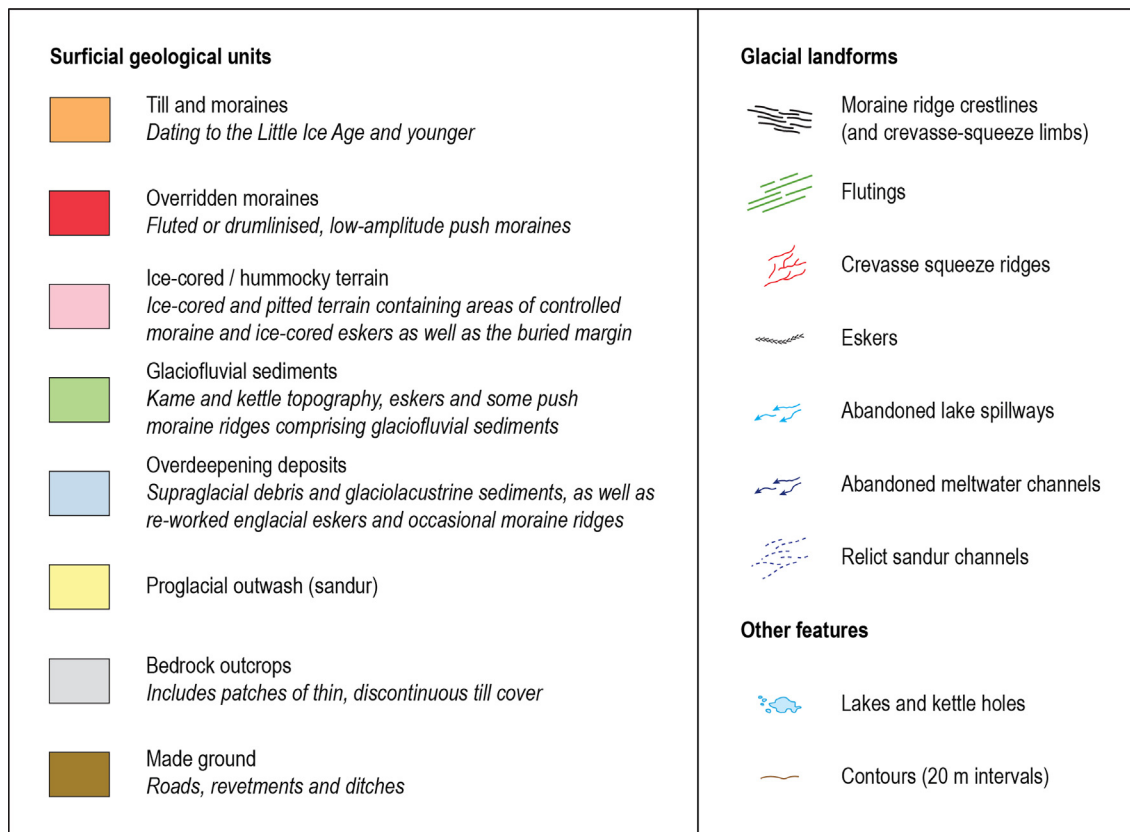 Surficial geological units
Till and moraines
Dating to the Little Ice Age and younger
Overridden moraines
Fluted or drumlinised, low-amplitude push moraines
Ice-cored / hummocky terrain
Ice-cored and pitted terrain containing areas of controlled
moraine and ice-cored eskers as well as the buried margin
Glaciofluvial sediments
Kame and kettle topography, eskers and some push
moraine ridges comprising glaciofluvial sediments
Overdeepening deposits
Supraglacial debris and glaciolacustrine sediments, as well as
re-worked englacial eskers and occasional moraine ridges
Proglacial outwash (sandur)
Bedrock outcrops
Includes patches of thin, discontinuous till cover
Made ground
Roads, revetments and ditches
Glacial landforms
Moraine ridge crestlines
(and crevasse-squeeze limbs)
Flutings
Crevasse squeeze ridges
Eskers
Abandoned lake spillways
Abandoned meltwater channels
Relict sandur channels
Other features
Lakes and kettle holes
Contours (20 m intervals)